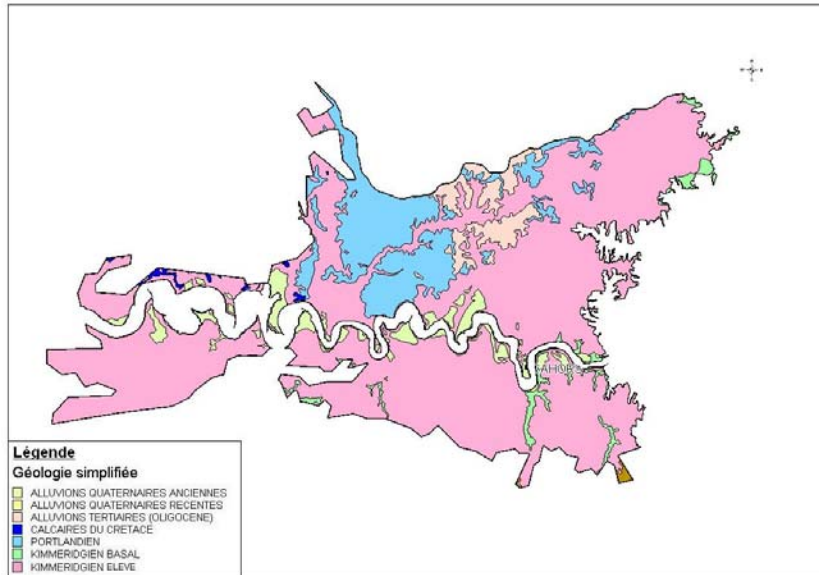 CAHORS
Légende
Géologie simplifiée
ALLUVIONS QUATERNAIRES ANCIENNES
ALLUVIONS QUATERNAIRES RECENTES
ALLUVIONS TERTIAIRES (OLIGOCENE)
CALCAIRES DU CRETACE
PORTLANDIEN
KIMMERIDGIEN BASAL
KIMMERIDGIEN ELEVE